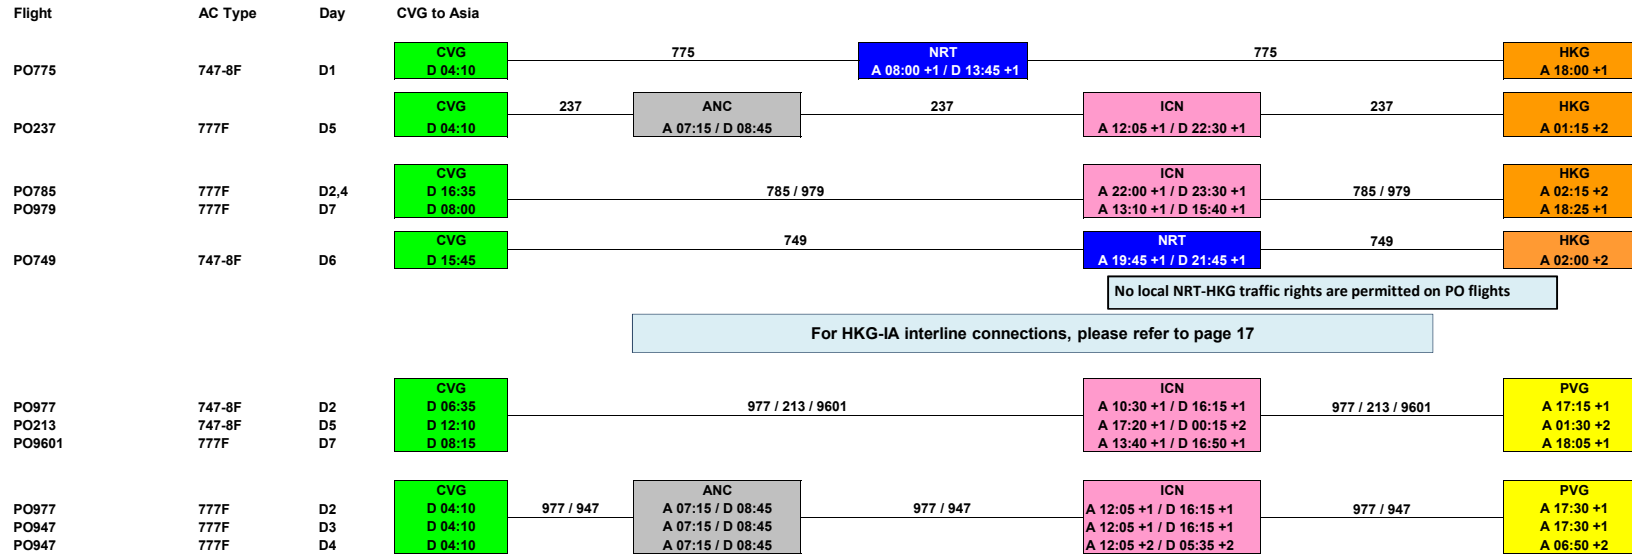 Flight AC Type Day CVG to Asia
CVG 775 NRT 775 HKG
PO775 747-8F D1 D 04:10 A 08:00 +1 / D 13:45 +1 A 18:00 +1
CVG 237 ANC 237 ICN 237 HKG
PO237 777F D5 D 04:10 A 07:15 / D 08:45 A 12:05 +1 / D 22:30 +1 A 01:15 +2
CVG ICN HKG
PO785 777F D2,4 D 16:35 785 / 979 A 22:00 +1 / D 23:30 +1 785 / 979 A 02:15 +2
PO979 777F D7 D 08:00 A 13:10 +1 / D 15:40 +1 A 18:25 +1
CVG 749 NRT 749 HKG
PO749 747-8F D6 D 15:45 A 19:45 +1 / D 21:45 +1 A 02:00 +2
No local NRT-HKG traffic rights are permitted on PO flights
For HKG-IA interline connections, please refer to page 17
CVG ICN PVG
PO977 747-8F D2 D 06:35 977 / 213 / 9601 A 10:30 +1 / D 16:15 +1 977 / 213 / 9601 A 17:15 +1
PO213 747-8F D5 D 12:10 A 17:20 +1 / D 00:15 +2 A 01:30 +2
PO9601 777F D7 D 08:15 A 13:40 +1 / D 16:50 +1 A 18:05 +1
CVG ANC ICN PVG
PO977 777F D2 D 04:10 977 / 947 A 07:15 / D 08:45 977 / 947 A 12:05 +1 / D 16:15 +1 977 / 947 A 17:30 +1
PO947 777F D3 D 04:10 A 07:15 / D 08:45 A 12:05 +1 / D 16:15 +1 A 17:30 +1
PO947 777F D4 D 04:10 A 07:15 / D 08:45 A 12:05 +2 / D 05:35 +2 A 06:50 +2